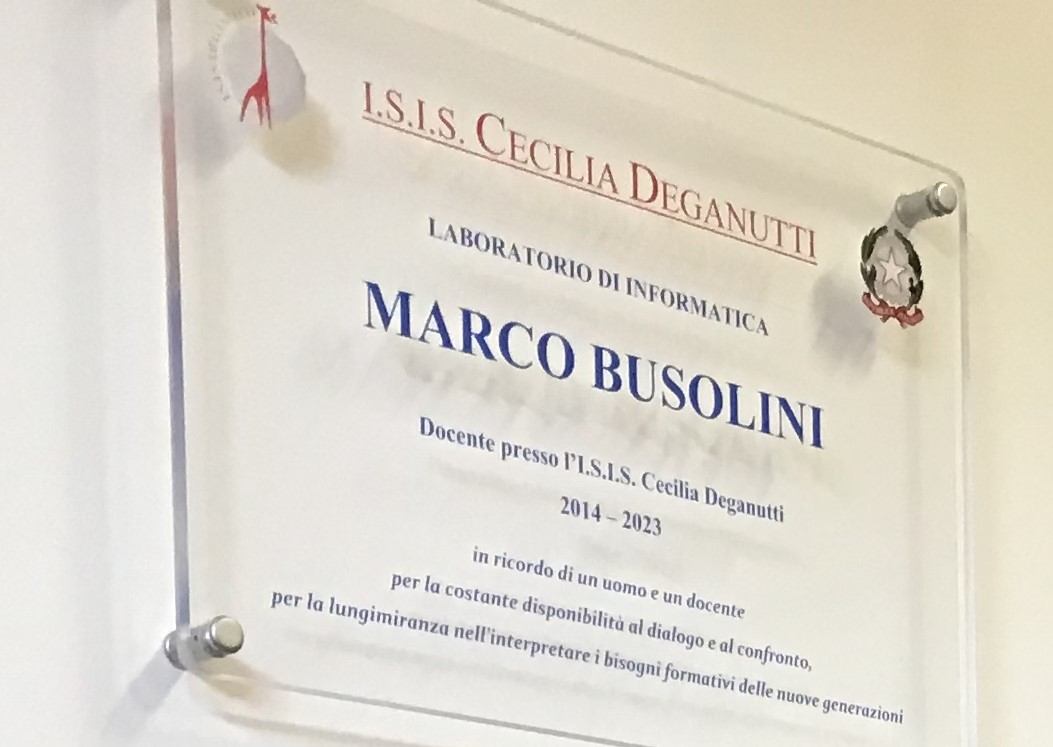 I.S.I.S. CECILIA DEGANUTTI
LABORATORIO DI INFORMATICA
MARCO BUSOLINI
Docente presso l'I.S.I.S. Cecilia Deganutti
2014 – 2023
in ricordo di un uomo e un docente
per la costante disponibilità al dialogo e al confronto,
per la lungimiranza nell'interpretare i bisogni formativi delle nuove generazioni